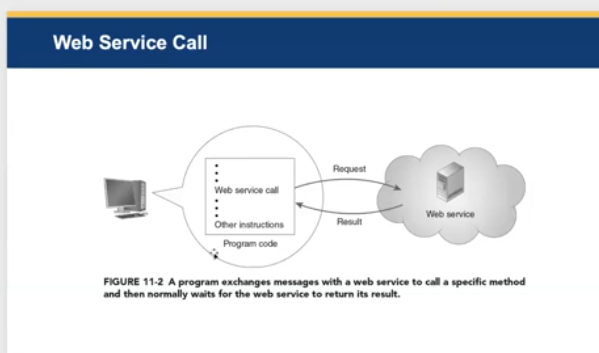 Web Service Call
Request
Web service call
Web service
Result
Other instructions
Program code
FIGURE 11-2 A program exchanges messages with a web service to call a specific method
and then normally waits for the web service to return its result.